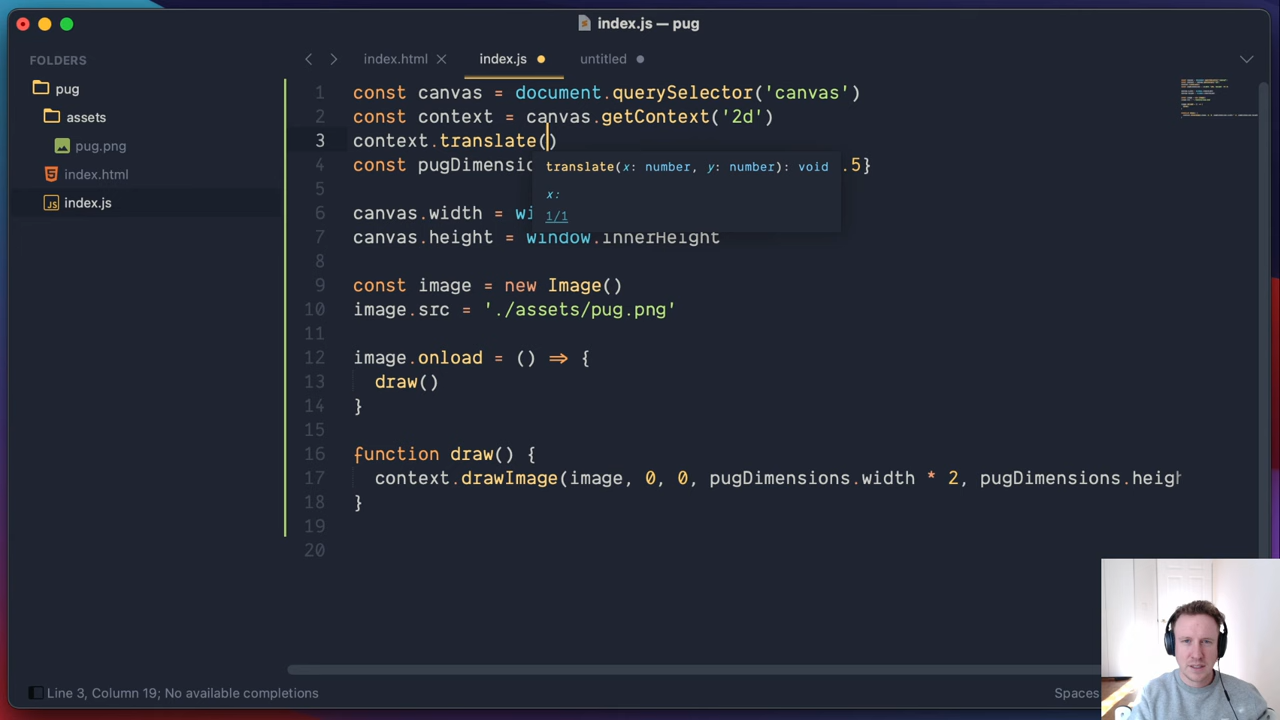 index.js — pug
FOLDERS
pug
assets
pug.png
index.html
index.js
index.html
index.js
untitled
1 const canvas = document.querySelector('canvas')
2 const context = canvas.getContext('2d')
3 context.translate()
4 const pugDimensio .5}
translate(x: number, y: number): void
x:
1/1
5
6 canvas.width = wi
7 canvas.height = window.innerHeight
8
9 const image = new Image()
10 image.src = './assets/pug.png'
11
12 image.onload = () => {
13 draw()
14 }
15
16 function draw() {
17 context.drawImage(image, 0, 0, pugDimensions.width * 2, pugDimensions.heigh
18 }
19
20
Line 3, Column 19; No available completions
Spaces